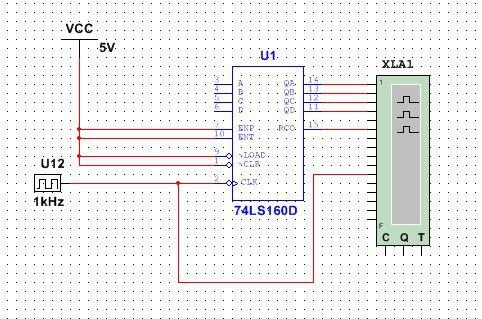 VCC
5V
U1
XLA1
3 A QA 14
4 B QB 13
5 C QC 12
6 D QD 11
7 ENP RCO 15
10 ENT
9 ~LOAD
1 ~CLR
2 CLK
74LS160D
U12
1kHz
1
F
C Q T